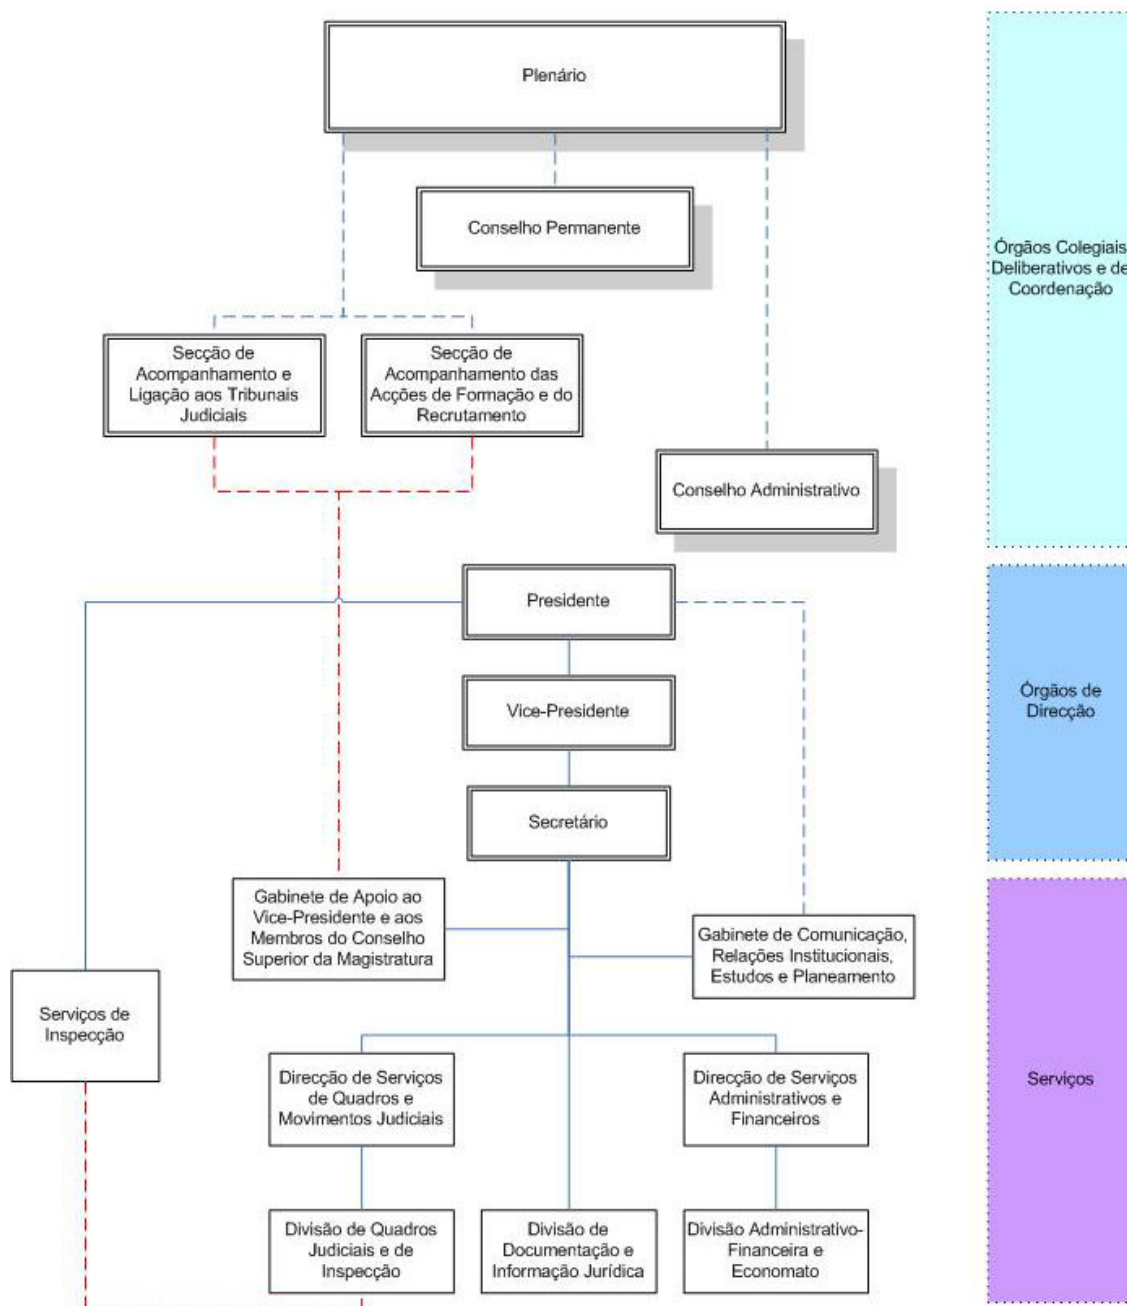 Plenário
Conselho Permanente
Órgãos Colegiais
Deliberativos e de
Coordenação
Secção de
Acompanhamento e
Ligação aos Tribunais
Judiciais
Secção de
Acompanhamento das
Acções de Formação e do
Recrutamento
Conselho Administrativo
Presidente
Vice-Presidente
Órgãos de
Direcção
Secretário
Gabinete de Apoio ao
Vice-Presidente e aos
Membros do Conselho
Superior da Magistratura
Gabinete de Comunicação,
Relações Institucionais,
Estudos e Planeamento
Serviços de
Inspecção
Direcção de Serviços
de Quadros e
Movimentos Judiciais
Direcção de Serviços
Administrativos e
Financeiros
Serviços
Divisão de Quadros
Judiciais e de
Inspecção
Divisão de
Documentação e
Informação Jurídica
Divisão Administrativo-
Financeira e
Economato